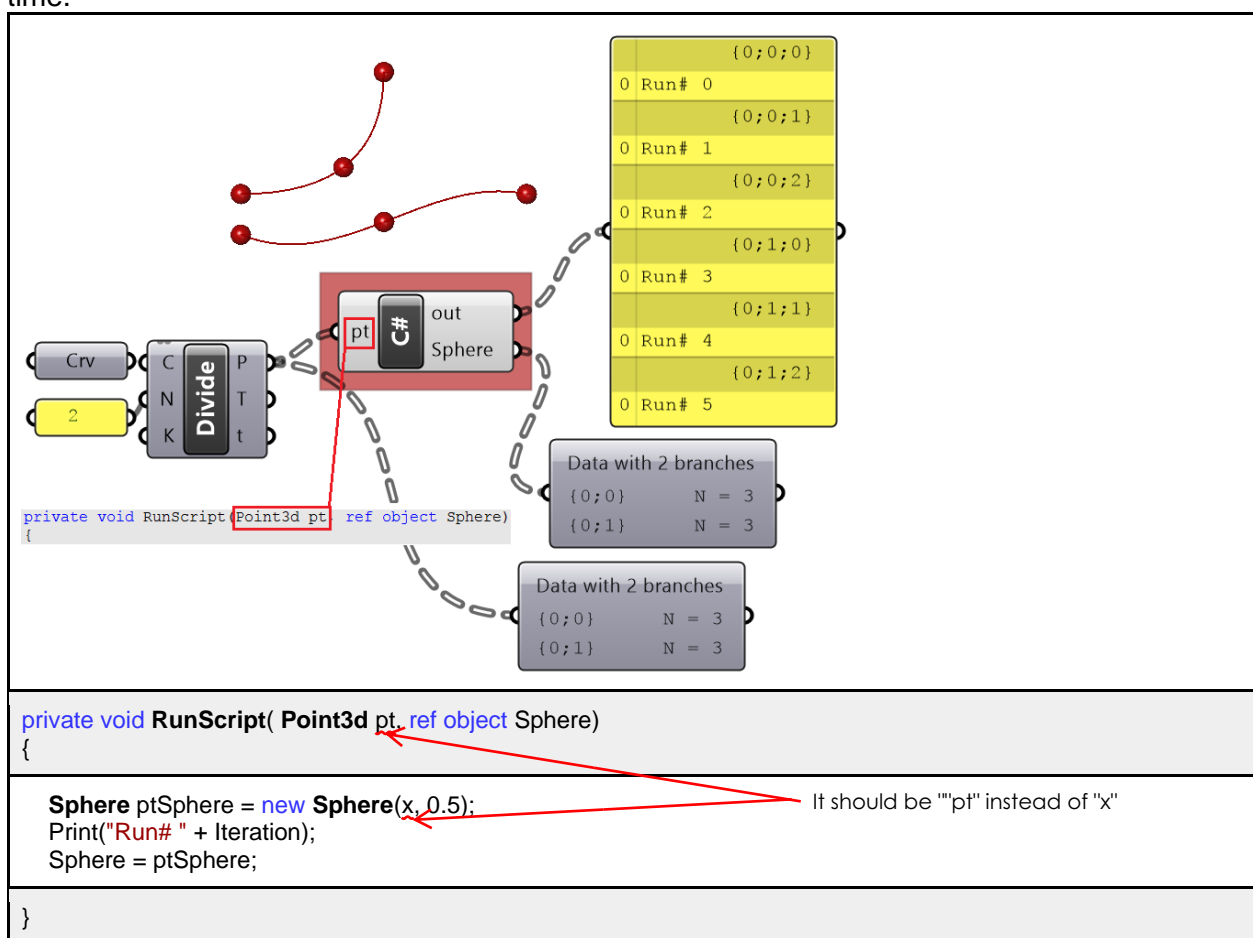 time.
{0;0;0}
0 Run# 0
{0;0;1}
0 Run# 1
{0;0;2}
0 Run# 2
{0;1;0}
0 Run# 3
{0;1;1}
0 Run# 4
{0;1;2}
0 Run# 5
pt C# out
Sphere
Crv
2
C Divide P
N T
K t
private void RunScript(Point3d pt, ref object Sphere)
{
Data with 2 branches
{0;0} N = 3
{0;1} N = 3
Data with 2 branches
{0;0} N = 3
{0;1} N = 3
private void RunScript( Point3d pt, ref object Sphere)
{
Sphere ptSphere = new Sphere(x, 0.5);
It should be ""pt" instead of "x"
Print("Run# " + Iteration);
Sphere = ptSphere;
}